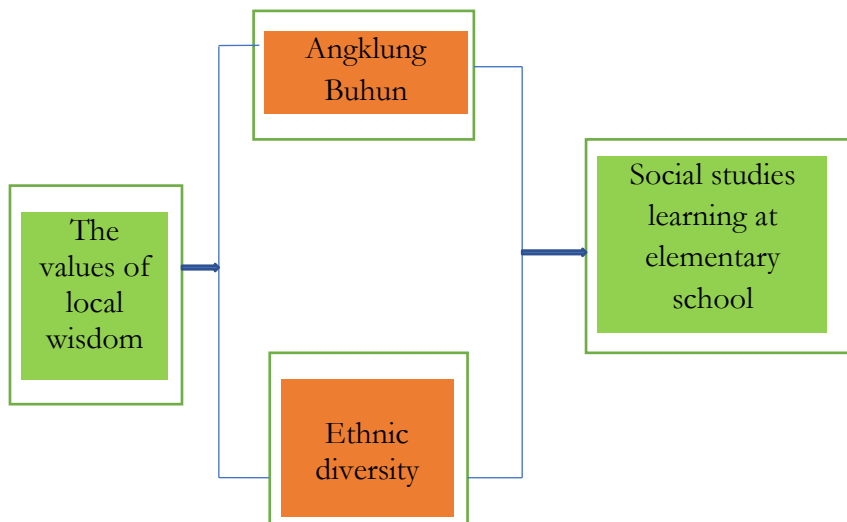 The
values of
local
wisdom
Angklung
Buhun
Ethnic
diversity
Social studies
learning at
elementary
school